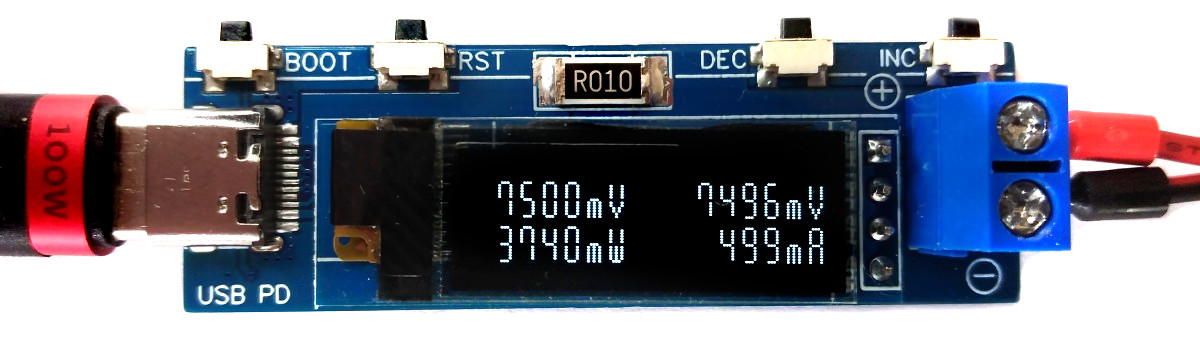 BOOT
RST
R010
DEC
INC
+
100W
7500mV 7496mV
3740mW 499mA
USB PD
−